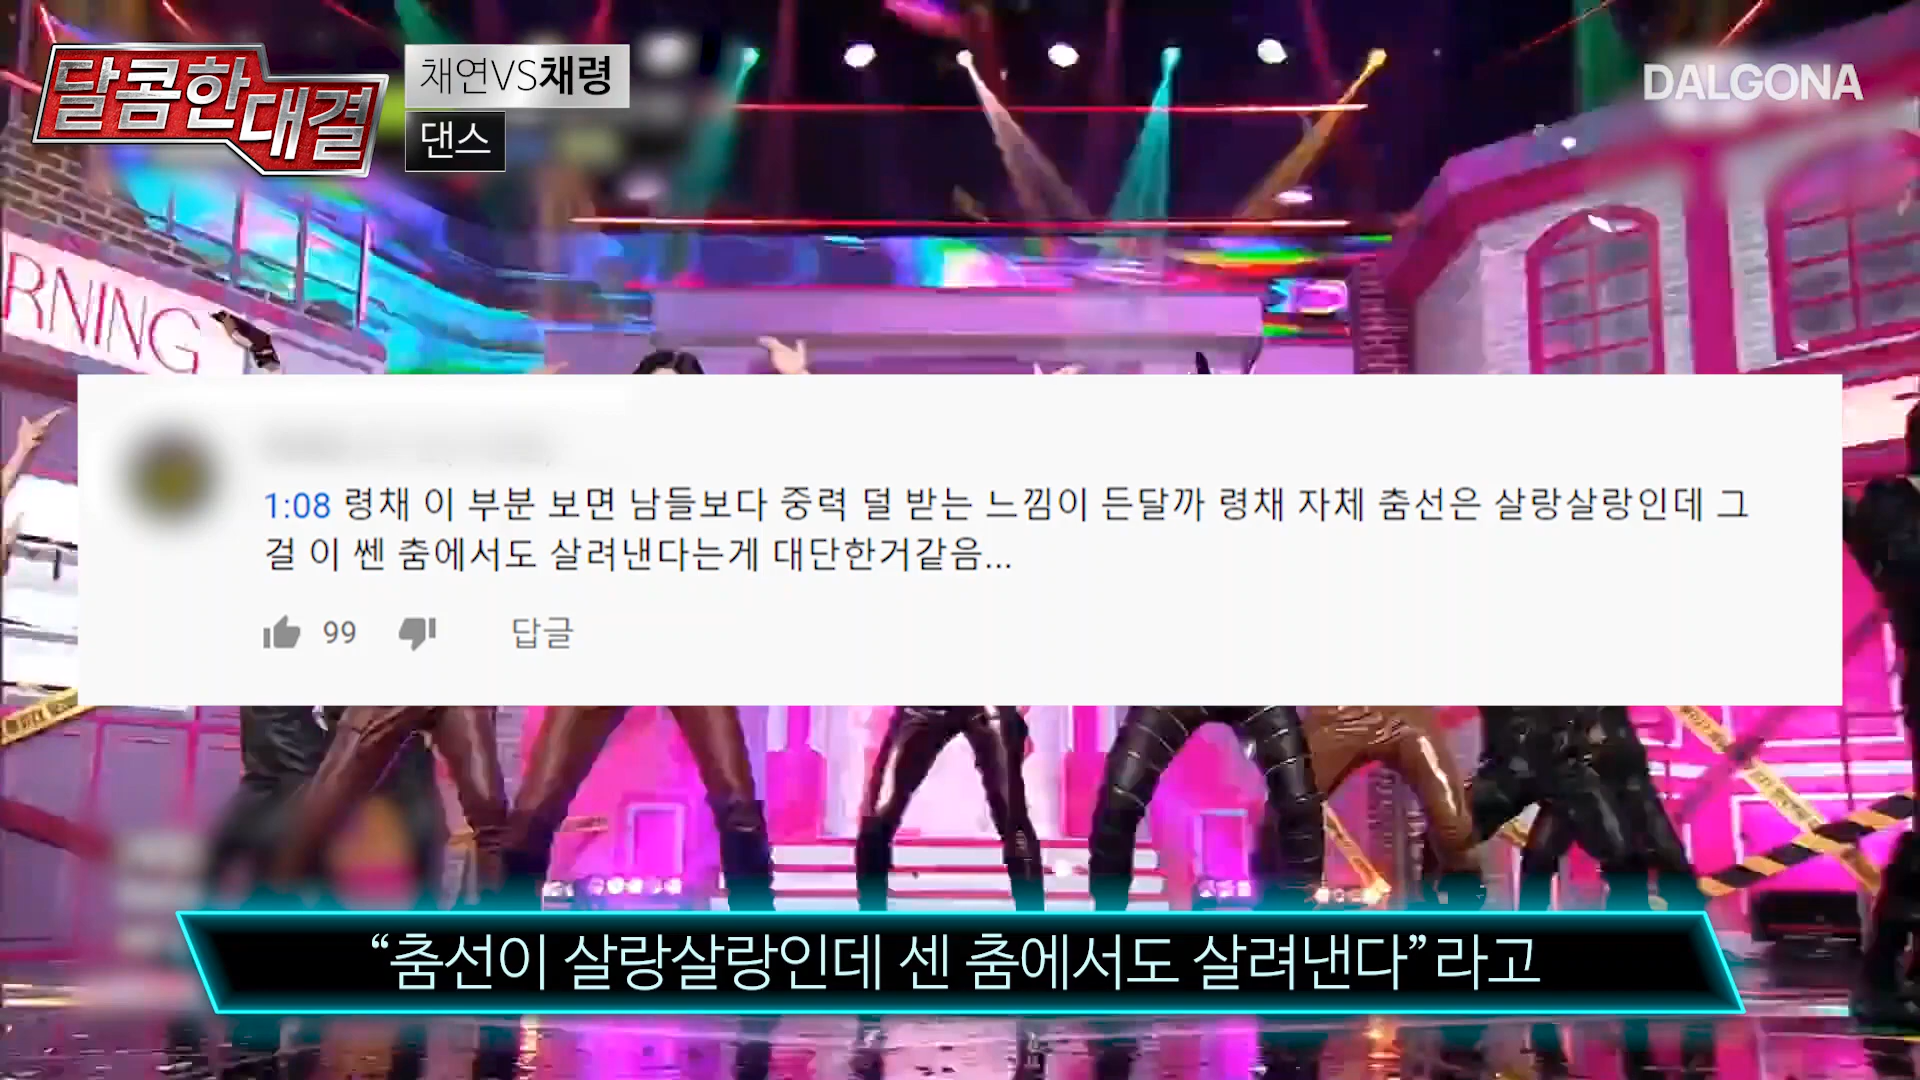 달콤한대결
채연VS채령
댄스
DALGONA
RNING
1:08 령채 이 부분 보면 남들보다 중력 덜 받는 느낌이 든달까 령채 자체 춤선은 살랑살랑인데 그
걸 이 쎈 춤에서도 살려낸다는게 대단한거같음...
99 답글
“춤선이 살랑살랑인데 센 춤에서도 살려낸다”라고